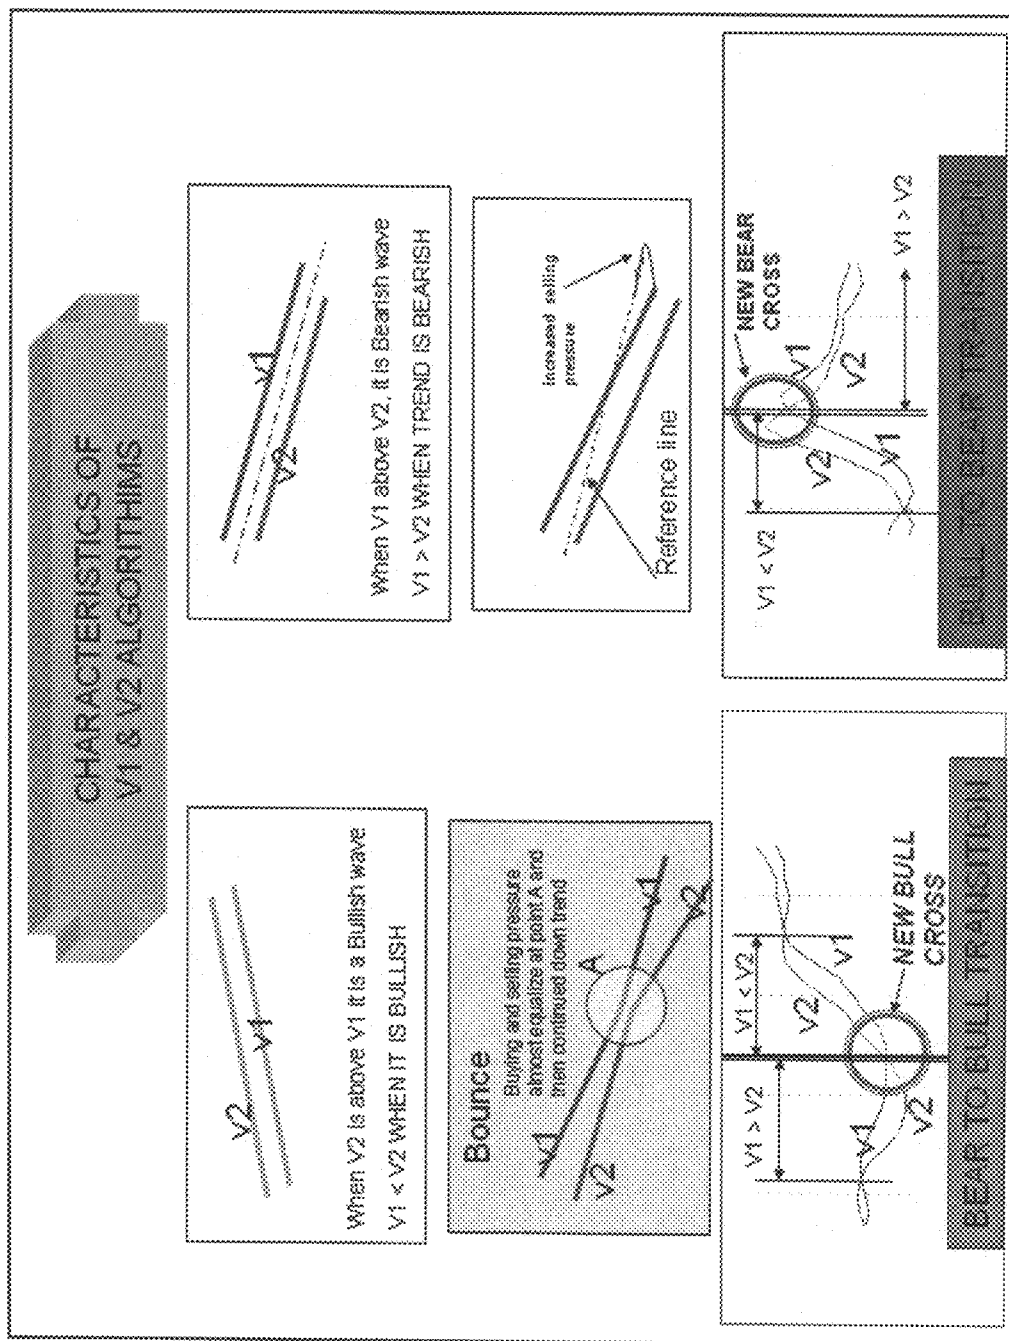 CHARACTERISTICS OF
V1 & V2 ALGORITHMS
V2
V1
When V2 is above V1 it is a Bullish wave
V1 < V2 WHEN IT IS BULLISH
V1
V2
When V1 above V2, it is Bearish wave
V1 > V2 WHEN TREND IS BEARISH
Bounce
Buying and selling pressure
almost equalize at point A and
then continued down trend
A
V1
V2
V1
V2
Increased selling
pressure
Reference line
V1 > V2
V1 < V2
V1
V2
V2
V1
NEW BULL
CROSS
BEAR TO BULL TRANSITION
V1 < V2
NEW BEAR
CROSS
V2
V1
V1
V2
V1 > V2
BULL TO BEAR TRANSITION